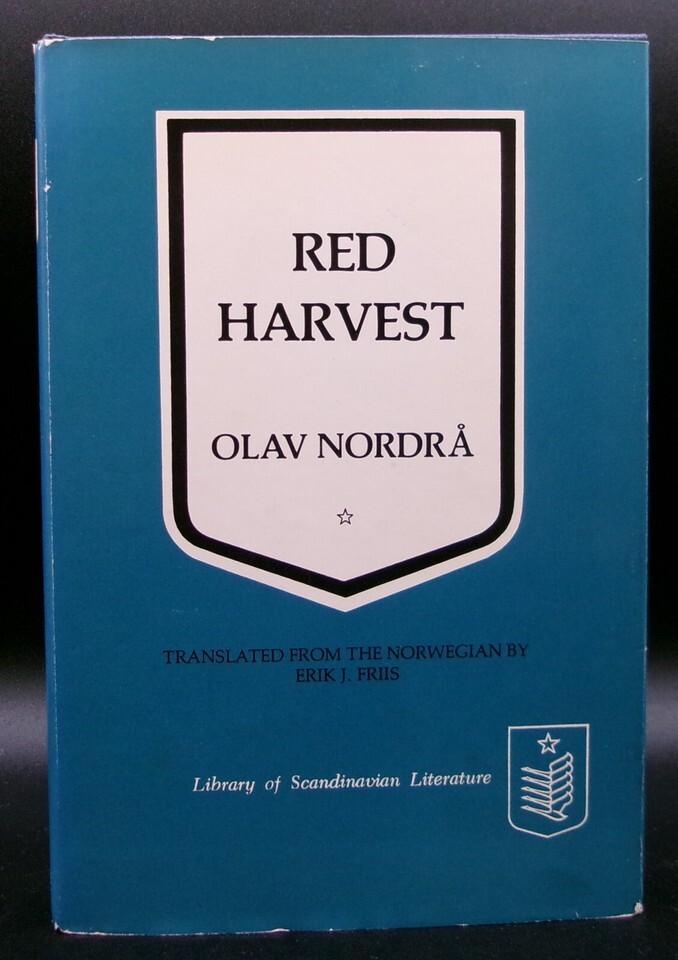 RED
HARVEST
OLAV NORDRÅ
TRANSLATED FROM THE NORWEGIAN BY
ERIK J. FRIIS
Library of Scandinavian Literature